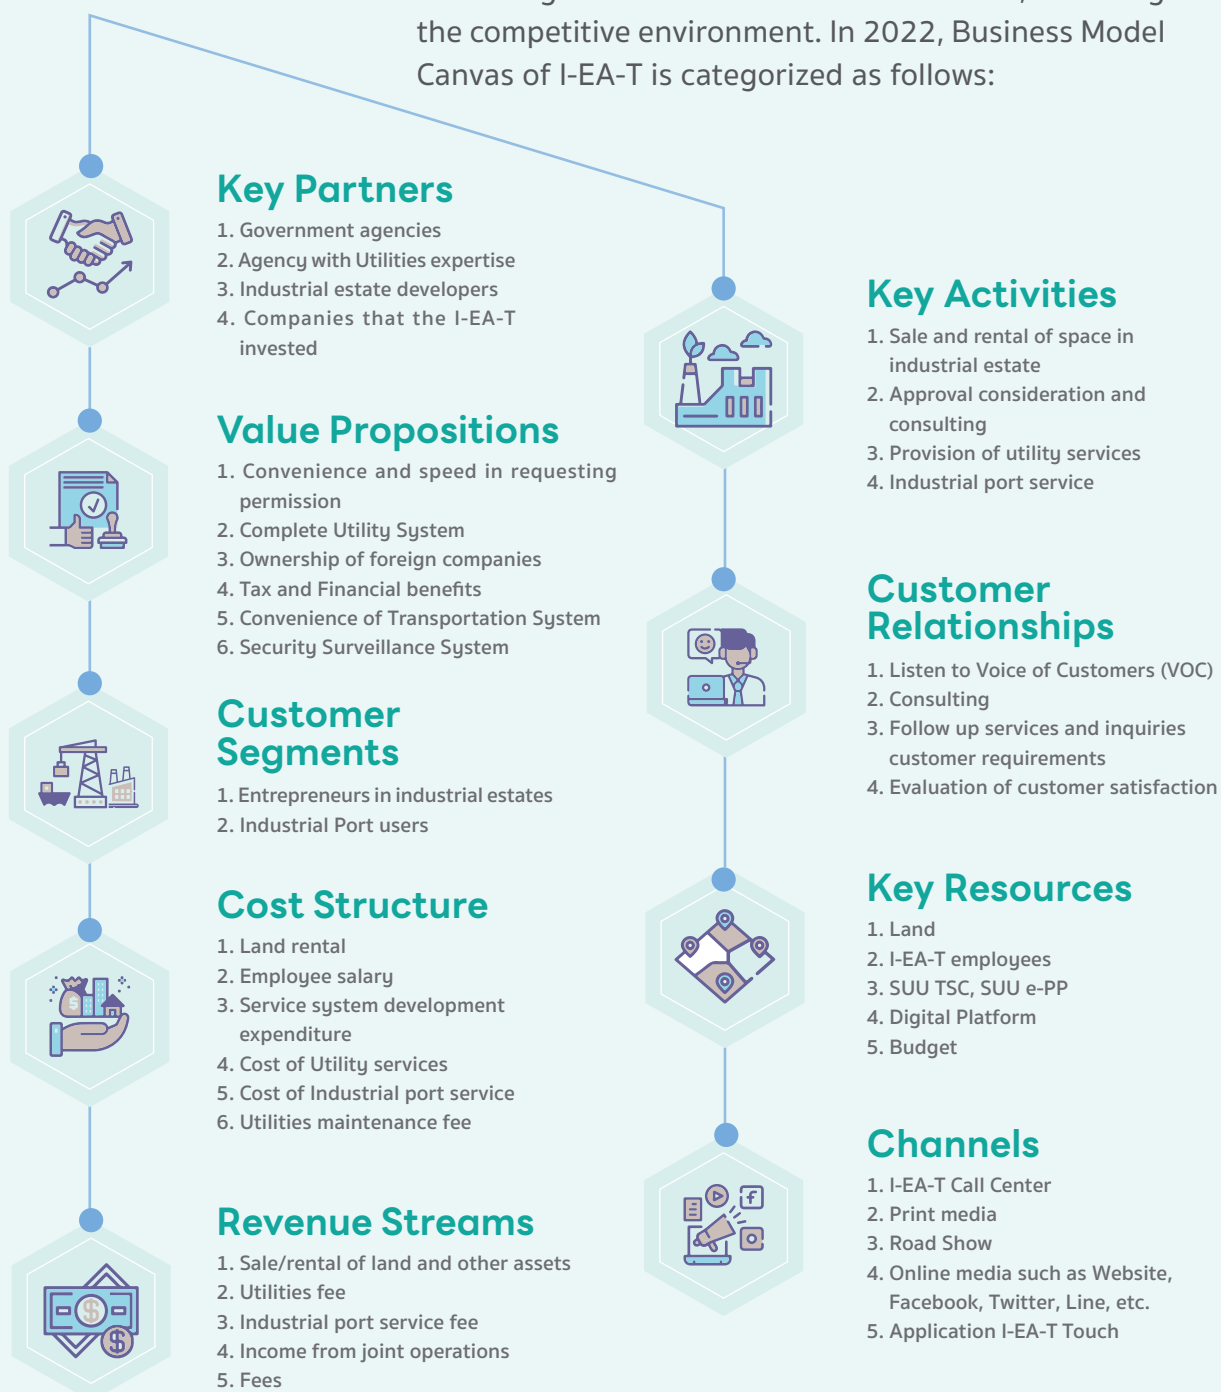 the competitive environment. In 2022, Business Model
Canvas of I-EA-T is categorized as follows:
Key Partners
1. Government agencies
2. Agency with Utilities expertise
3. Industrial estate developers
4. Companies that the I-EA-T
invested
Value Propositions
1. Convenience and speed in requesting
permission
2. Complete Utility System
3. Ownership of foreign companies
4. Tax and Financial benefits
5. Convenience of Transportation System
6. Security Surveillance System
Customer
Segments
1. Entrepreneurs in industrial estates
2. Industrial Port users
Cost Structure
1. Land rental
2. Employee salary
3. Service system development
expenditure
4. Cost of Utility services
5. Cost of Industrial port service
6. Utilities maintenance fee
Revenue Streams
1. Sale/rental of land and other assets
2. Utilities fee
3. Industrial port service fee
4. Income from joint operations
5. Fees
Key Activities
1. Sale and rental of space in
industrial estate
2. Approval consideration and
consulting
3. Provision of utility services
4. Industrial port service
Customer
Relationships
1. Listen to Voice of Customers (VOC)
2. Consulting
3. Follow up services and inquiries
customer requirements
4. Evaluation of customer satisfaction
Key Resources
1. Land
2. I-EA-T employees
3. SUU TSC, SUU e-PP
4. Digital Platform
5. Budget
Channels
1. I-EA-T Call Center
2. Print media
3. Road Show
4. Online media such as Website,
Facebook, Twitter, Line, etc.
5. Application I-EA-T Touch